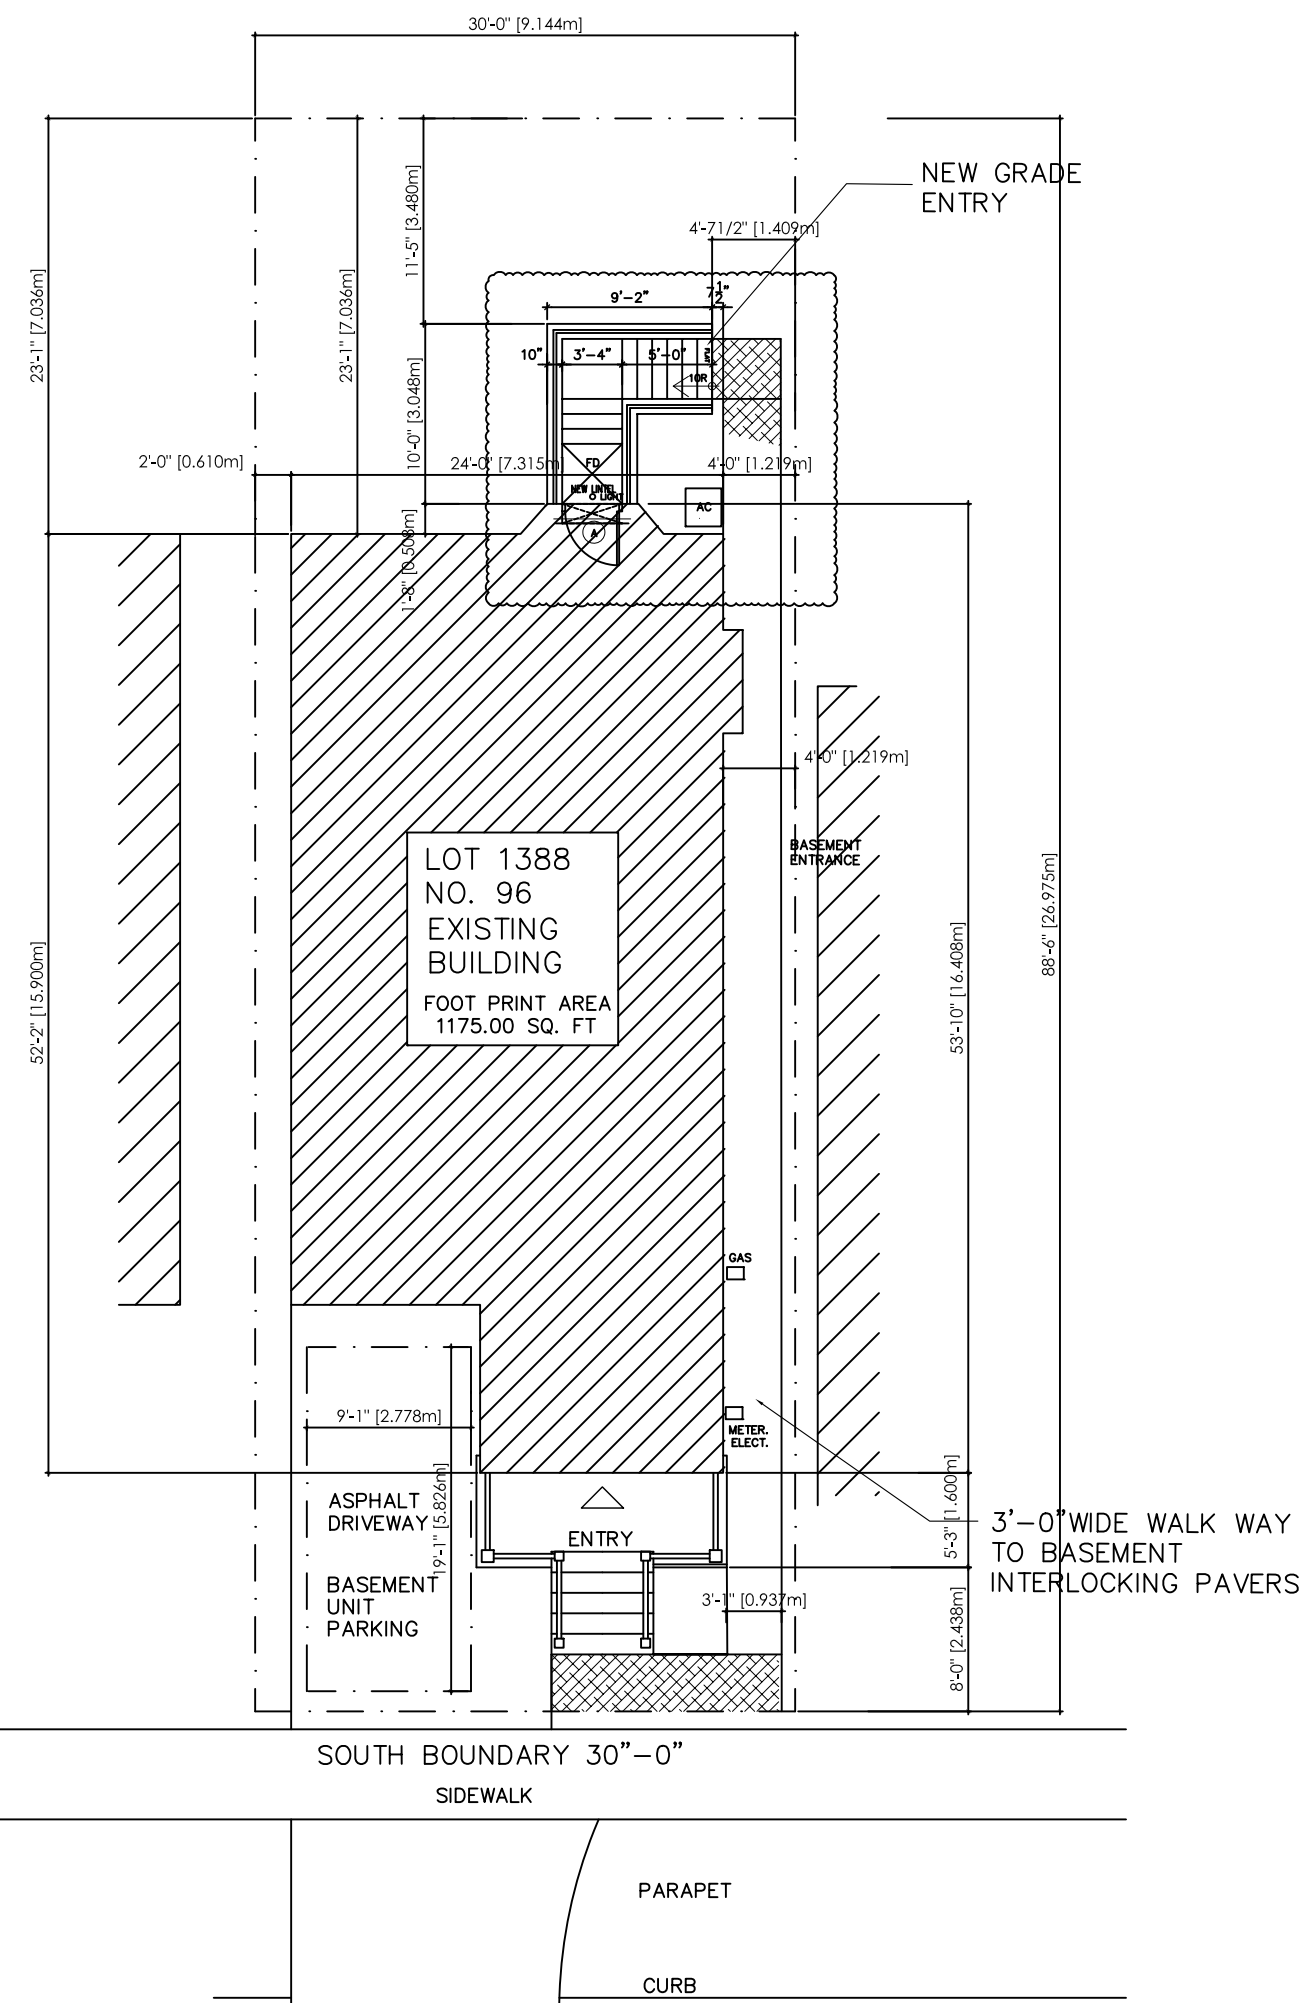 30'-0" [9.144m]
NEW GRADE
ENTRY
4'-71/2" [1.409m]
11'-5" [3.480m]
23'-1" [7.036m]
23'-1" [7.036m]
9'-2"
7 1/2"
10"
3'-4"
5'-0"
FLAT
10R
10'-0" [3.048m]
2'-0" [0.610m]
24'-0" [7.315m]
4'-0" [1.219m]
FD
NEW LINTEL
LIGHT
AC
A
1'-8" [0.508m]
4'-0" [1.219m]
BASEMENT
ENTRANCE
LOT 1388
NO. 96
EXISTING
BUILDING
FOOT PRINT AREA
1175.00 SQ. FT
52'-2" [15.900m]
53'-10" [16.408m]
88'-6" [26.975m]
GAS
METER.
ELECT.
9'-1" [2.778m]
19'-1" [5.826m]
ASPHALT
DRIVEWAY
BASEMENT
UNIT
PARKING
ENTRY
5'-3" [1.600m]
3'-0"WIDE WALK WAY
TO BASEMENT
INTERLOCKING PAVERS
3'-1" [0.937m]
8'-0" [2.438m]
SOUTH BOUNDARY 30"-0"
SIDEWALK
PARAPET
CURB